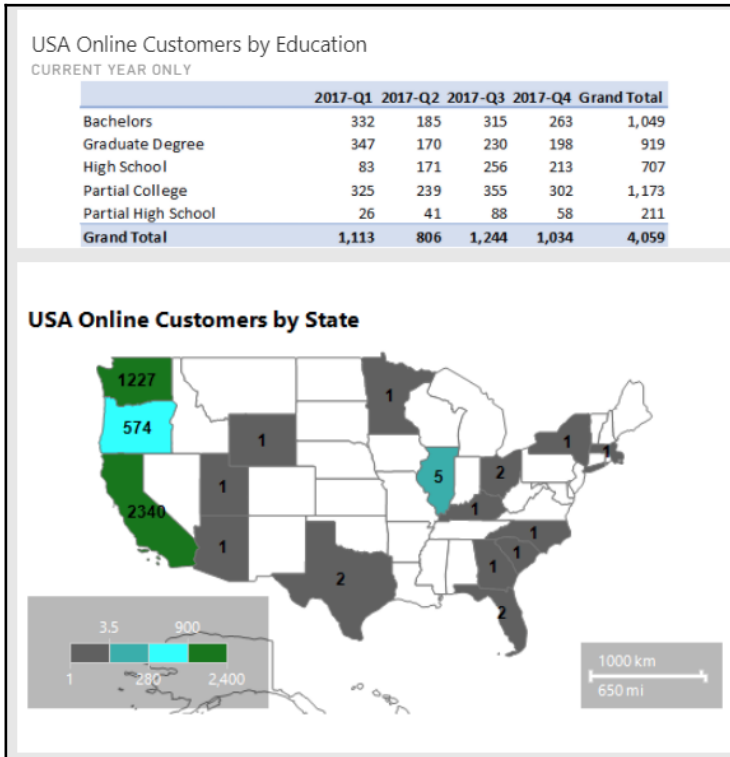 USA Online Customers by Education
CURRENT YEAR ONLY
2017-Q1 2017-Q2 2017-Q3 2017-Q4 Grand Total
Bachelors 332 185 315 263 1,049
Graduate Degree 347 170 230 198 919
High School 83 171 256 213 707
Partial College 325 239 355 302 1,173
Partial High School 26 41 88 58 211
Grand Total 1,113 806 1,244 1,034 4,059
USA Online Customers by State
1227
1
574
1
1
1
1
5
2
1
2340
1
1
1
1
1
2
2
3.5 900
1 280 2,400
1000 km
650 mi